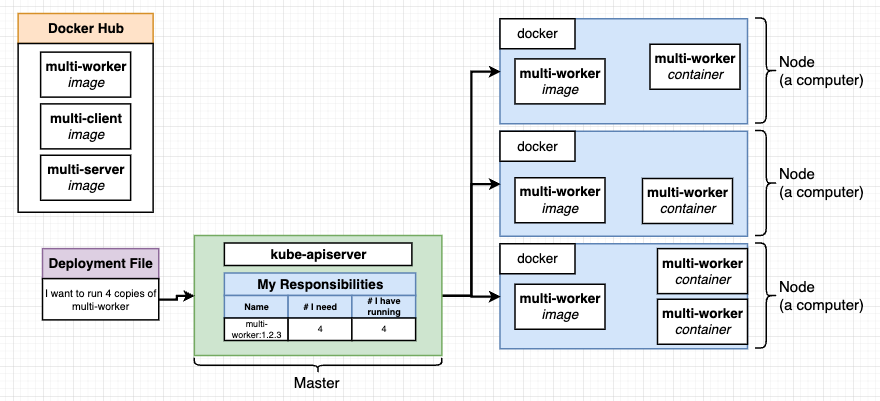 Docker Hub
multi-worker
image
multi-client
image
multi-server
image
Deployment File
I want to run 4 copies of
multi-worker
kube-apiserver
My Responsibilities
Name
# I need
# I have
running
multi-
worker:1.2.3
4
4
Master
docker
multi-worker
image
multi-worker
container
Node
(a computer)
docker
multi-worker
image
multi-worker
container
Node
(a computer)
docker
multi-worker
image
multi-worker
container
multi-worker
container
Node
(a computer)